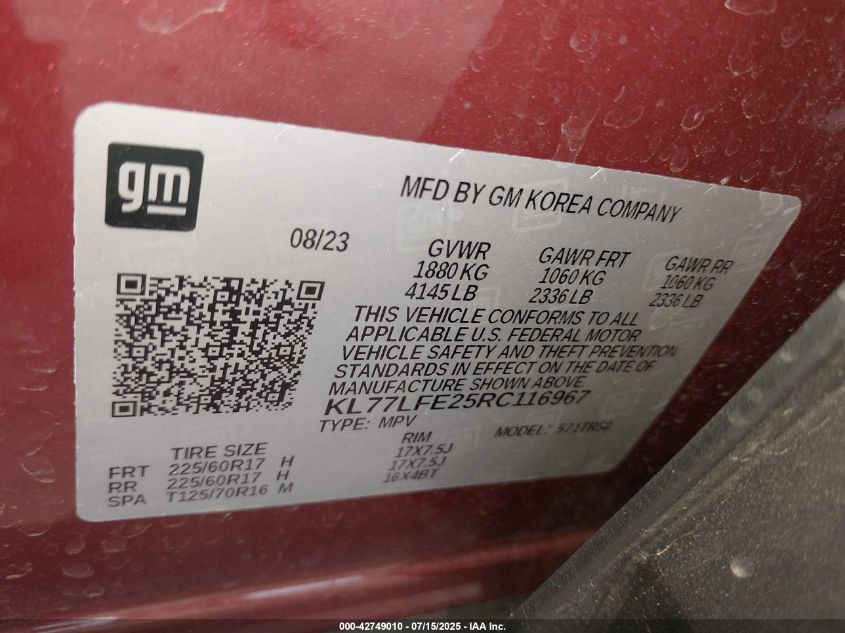 gm
MFD BY GM KOREA COMPANY
08/23 GVWR GAWR FRT GAWR RR
1880 KG 1060 KG 1060 KG
4145 LB 2336 LB 2336 LB
THIS VEHICLE CONFORMS TO ALL
APPLICABLE U.S. FEDERAL MOTOR
VEHICLE SAFETY AND THEFT PREVENTION
STANDARDS IN EFFECT ON THE DATE OF
MANUFACTURE SHOWN ABOVE
KL77LFE25RC116967
TYPE: MPV MODEL:
TIRE SIZE RIM
FRT 225/60R17 H 17X7.5J
RR 225/60R17 H 17X7.5J
SPA T125/70R16 M 16X4BT
000-42749010 - 07/15/2025 - IAA Inc.